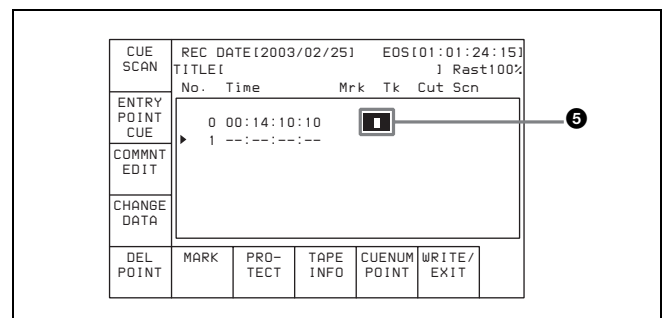 CUE
SCAN
REC DATE[2003/02/25] EOS[01:01:24:15]
TITLE[ ] Rast100%
No. Time Mrk Tk Cut Scn
ENTRY
POINT
CUE
0 00:14:10:10
▶ 1 --:--:--:--
5
COMMNT
EDIT
CHANGE
DATA
DEL
POINT
MARK
PRO-
TECT
TAPE
INFO
CUENUM
POINT
WRITE/
EXIT